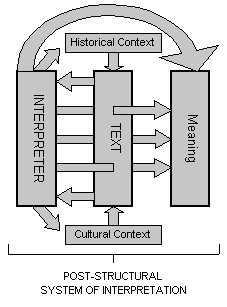 Historical Context
INTERPRETER
TEXT
Meaning
Cultural Context
POST-STRUCTURAL
SYSTEM OF INTERPRETATION